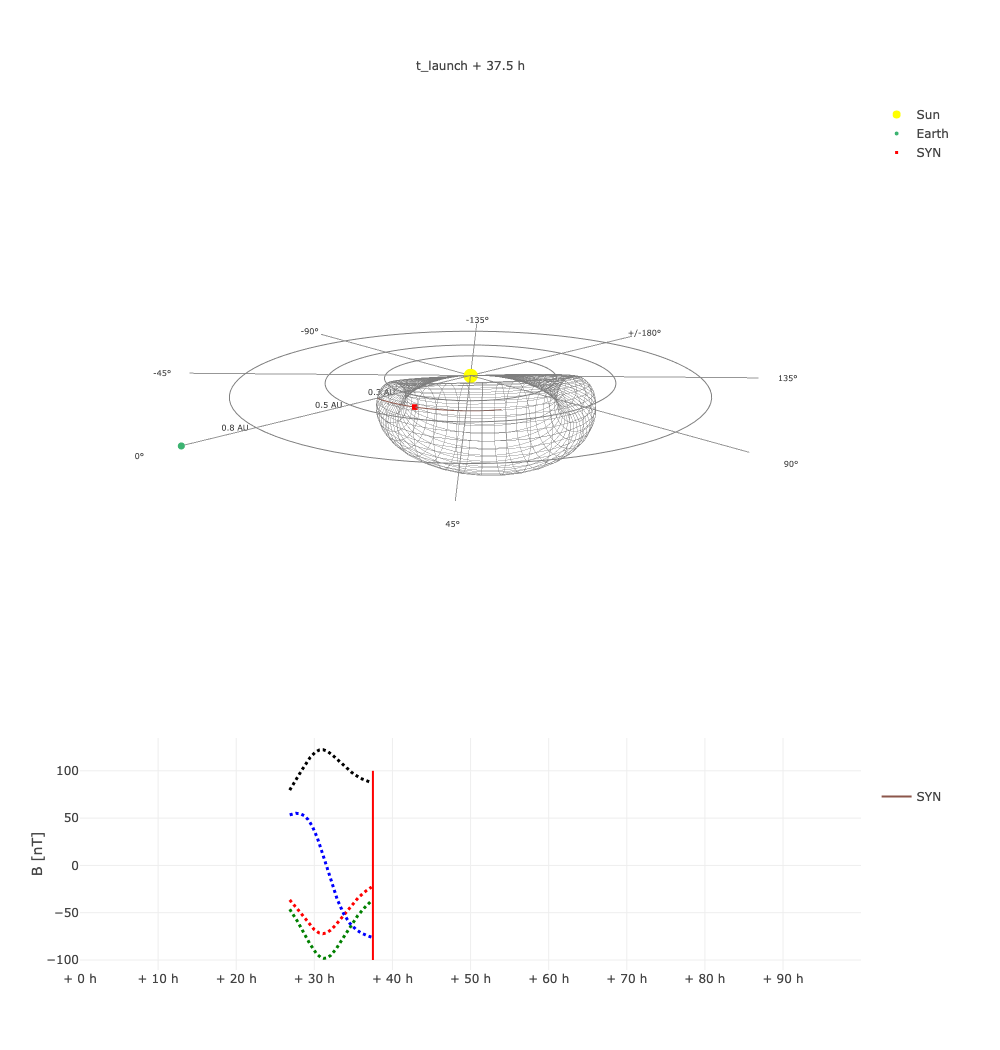 t_launch + 37.5 h
Sun
Earth
SYN
-135°
-90°
+/-180°
-45°
135°
0.3 AU
0.5 AU
0.8 AU
0°
90°
45°
100
50
0
−50
−100
B [nT]
SYN
+ 0 h
+ 10 h
+ 20 h
+ 30 h
+ 40 h
+ 50 h
+ 60 h
+ 70 h
+ 80 h
+ 90 h